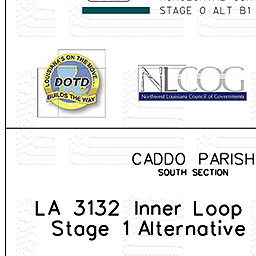 STAGE 0 ALT B1
LOUISIANA'S ON THE MOVE
DOTD
BUILDS THE WAY
NLCOG
Northwest Louisiana Council of Governments
CADDO PARISH
SOUTH SECTION
LA 3132 Inner Loop
Stage 1 Alternative